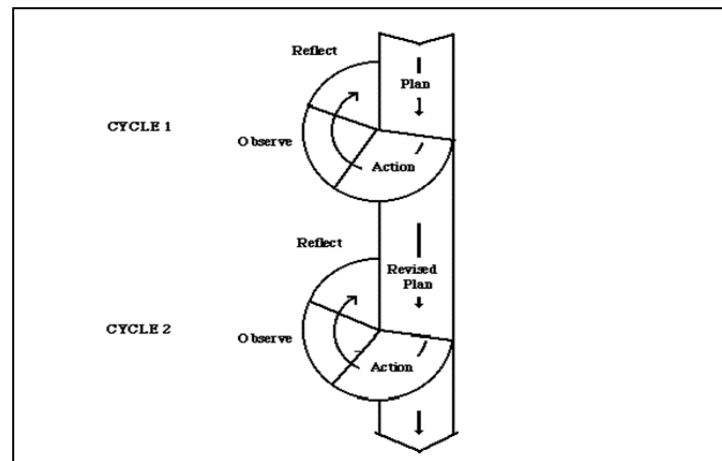 Reflect
Plan
CYCLE 1
Observe
Action
Reflect
Revised
Plan
CYCLE 2
Observe
Action